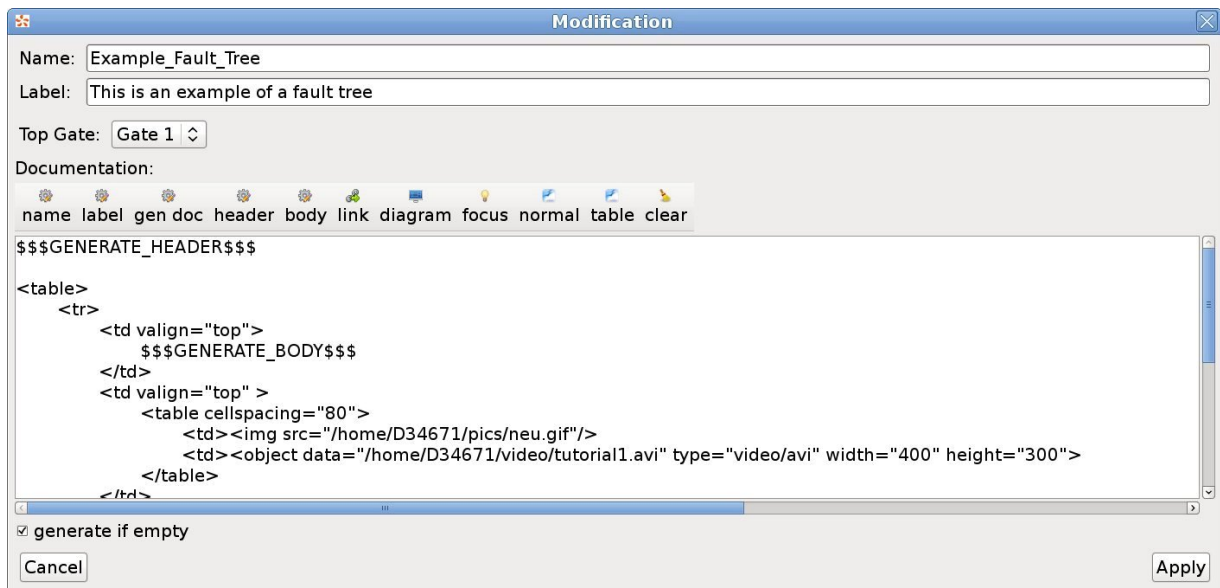 Modification
Name: Example_Fault_Tree
Label: This is an example of a fault tree
Top Gate: Gate 1
Documentation:
name label gen doc header body link diagram focus normal table clear
$$$GENERATE_HEADER$$$
<table>
<tr>
<td valign="top">
$$$GENERATE_BODY$$$
</td>
<td valign="top" >
<table cellspacing="80">
<td><img src="/home/D34671/pics/neu.gif"/>
<td><object data="/home/D34671/video/tutorial1.avi" type="video/avi" width="400" height="300">
</table>
</td>
generate if empty
Cancel Apply